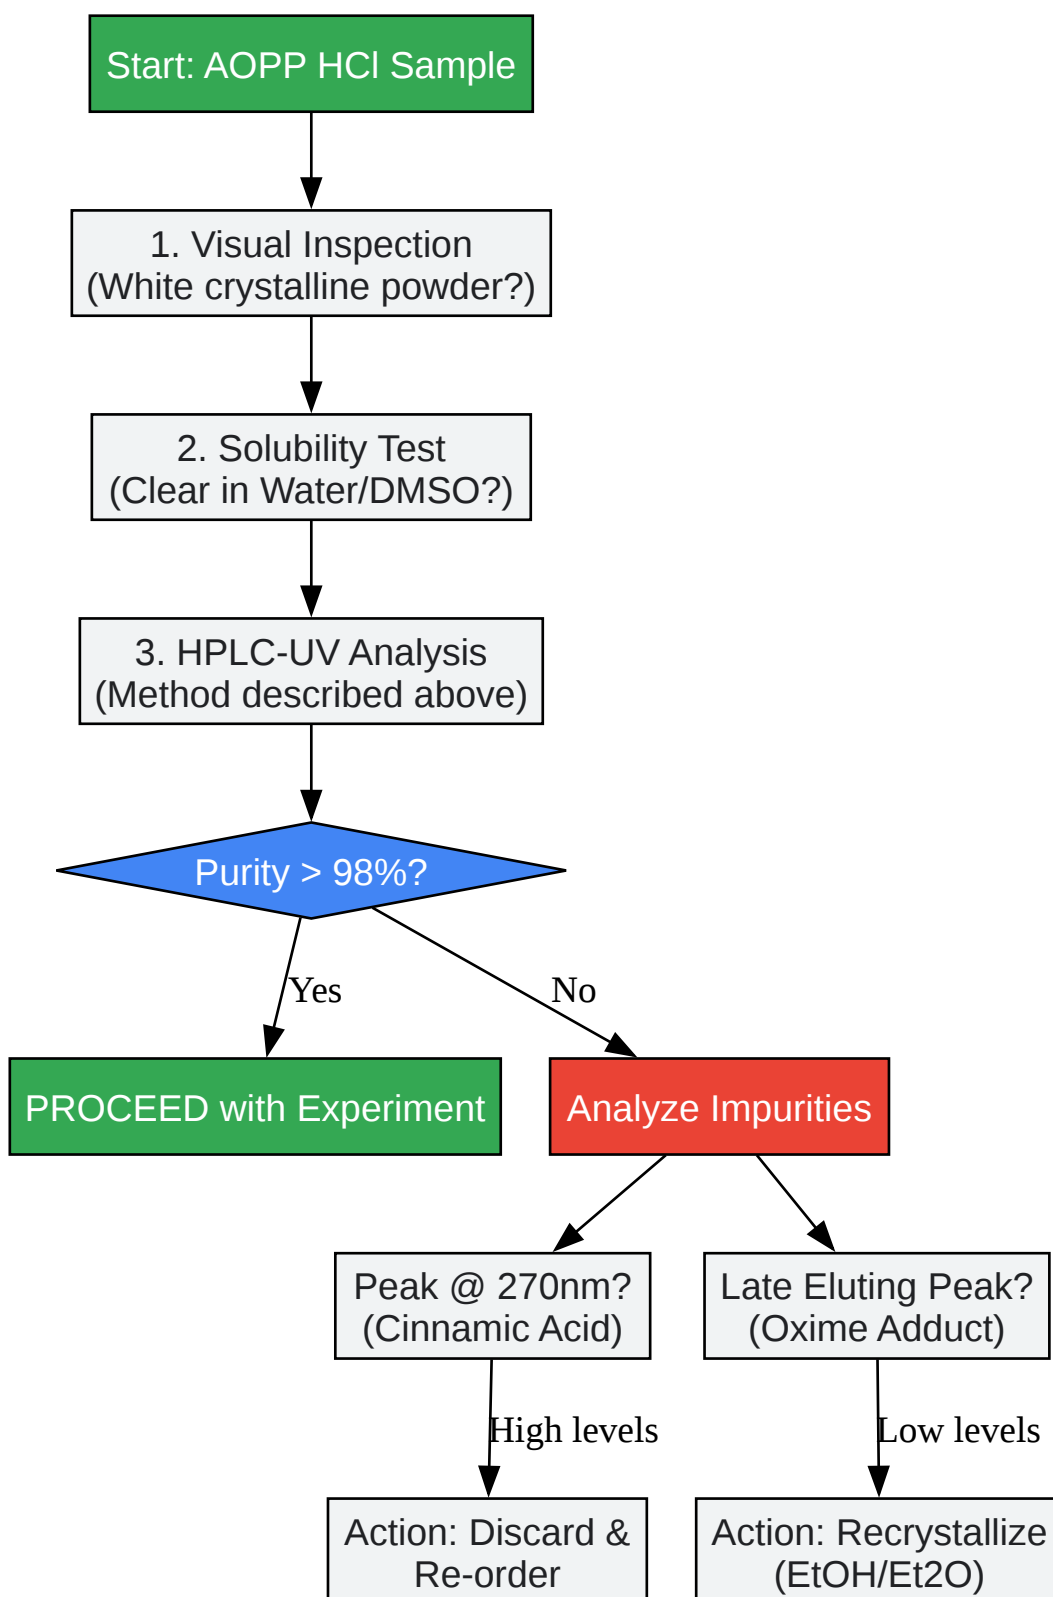 Start: AOPP HCl Sample
1. Visual Inspection
(White crystalline powder?)
2. Solubility Test
(Clear in Water/DMSO?)
3. HPLC-UV Analysis
(Method described above)
Purity > 98%?
Yes
No
PROCEED with Experiment
Analyze Impurities
Peak @ 270nm?
(Cinnamic Acid)
Late Eluting Peak?
(Oxime Adduct)
High levels
Low levels
Action: Discard &
Re-order
Action: Recrystallize
(EtOH/Et2O)